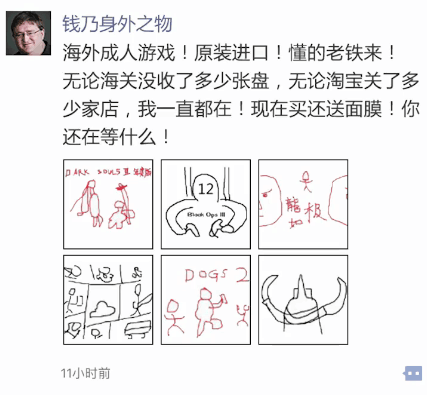 钱乃身外之物
海外成人游戏！原装进口！懂的老铁来！
无论海关没收了多少张盘，无论淘宝关了多
少家店，我一直都在！现在买还送面膜！你
还在等什么！
DARK SOULS III 年度版
12
Black Ops III
龍极
如
DOGS 2
11小时前